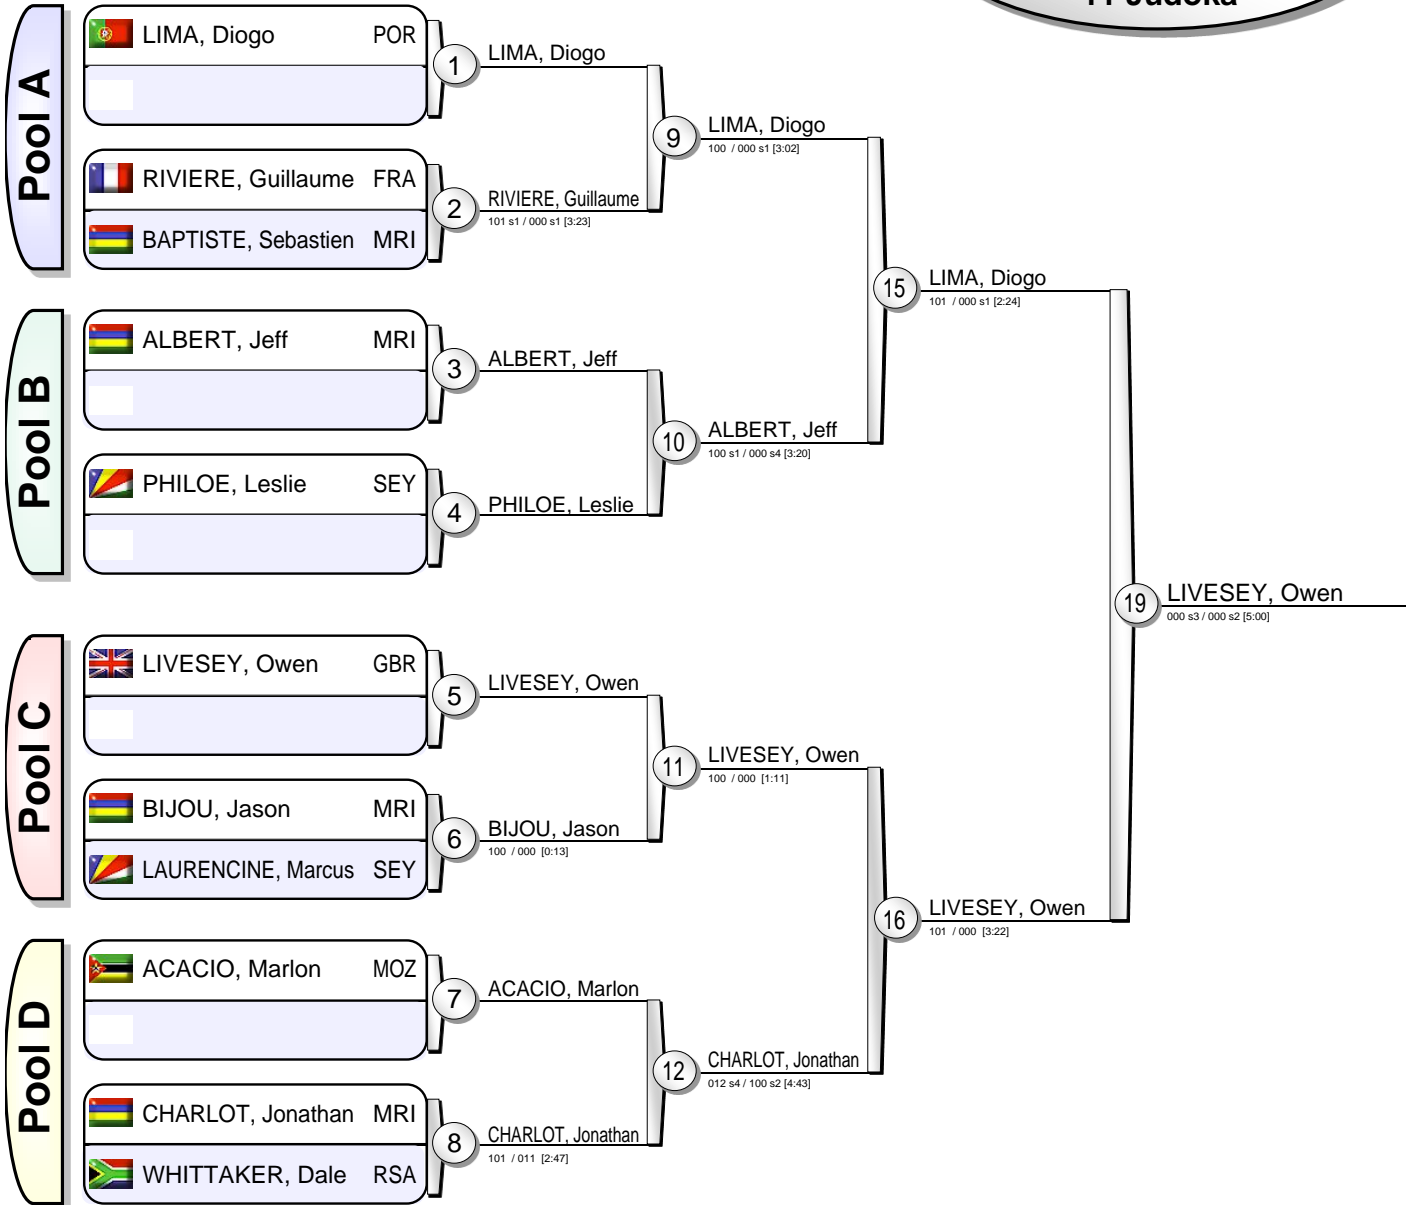 11 Judoka
Pool A
LIMA, Diogo POR
1
LIMA, Diogo
RIVIERE, Guillaume FRA
BAPTISTE, Sebastien MRI
2
RIVIERE, Guillaume
101 s1 / 000 s1 [3:23]
9
LIMA, Diogo
100 / 000 s1 [3:02]
Pool B
ALBERT, Jeff MRI
3
ALBERT, Jeff
PHILOE, Leslie SEY
4
PHILOE, Leslie
10
ALBERT, Jeff
100 s1 / 000 s4 [3:20]
15
LIMA, Diogo
101 / 000 s1 [2:24]
Pool C
LIVESEY, Owen GBR
5
LIVESEY, Owen
BIJOU, Jason MRI
LAURENCINE, Marcus SEY
6
BIJOU, Jason
100 / 000 [0:13]
11
LIVESEY, Owen
100 / 000 [1:11]
Pool D
ACACIO, Marlon MOZ
7
ACACIO, Marlon
CHARLOT, Jonathan MRI
WHITTAKER, Dale RSA
8
CHARLOT, Jonathan
101 / 011 [2:47]
12
CHARLOT, Jonathan
012 s4 / 100 s2 [4:43]
16
LIVESEY, Owen
101 / 000 [3:22]
19
LIVESEY, Owen
000 s3 / 000 s2 [5:00]